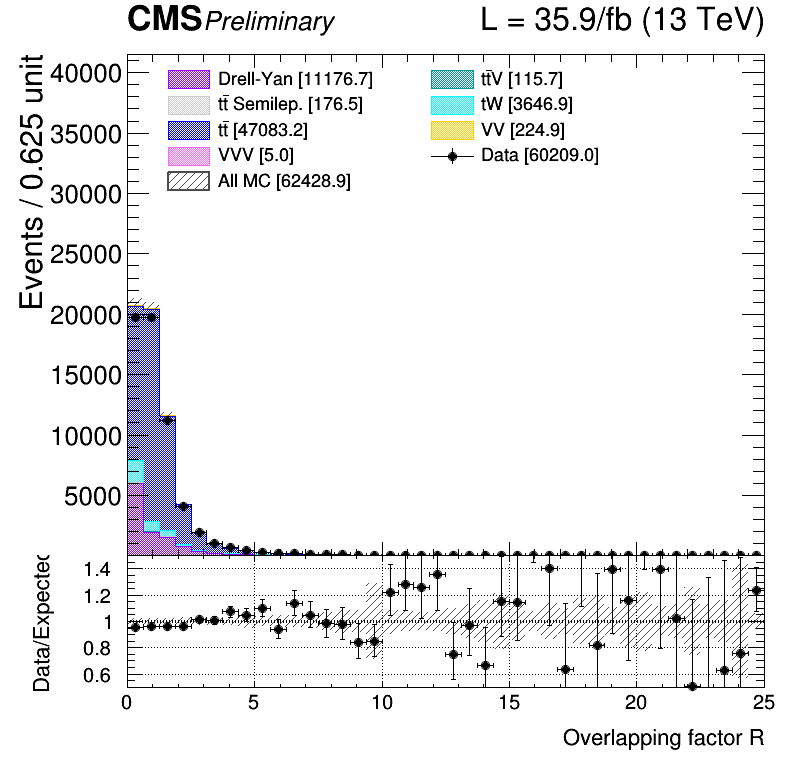 CMS Preliminary L = 35.9/fb (13 TeV)
Events / 0.625 unit
40000
35000
30000
25000
20000
15000
10000
5000
Drell-Yan [11176.7]
tt̄ Semilep. [176.5]
tt̄ [47083.2]
VVV [5.0]
All MC [62428.9]
tt̄V [115.7]
tW [3646.9]
VV [224.9]
Data [60209.0]
Data/Expected
1.4
1.2
1
0.8
0.6
0 5 10 15 20 25
Overlapping factor R